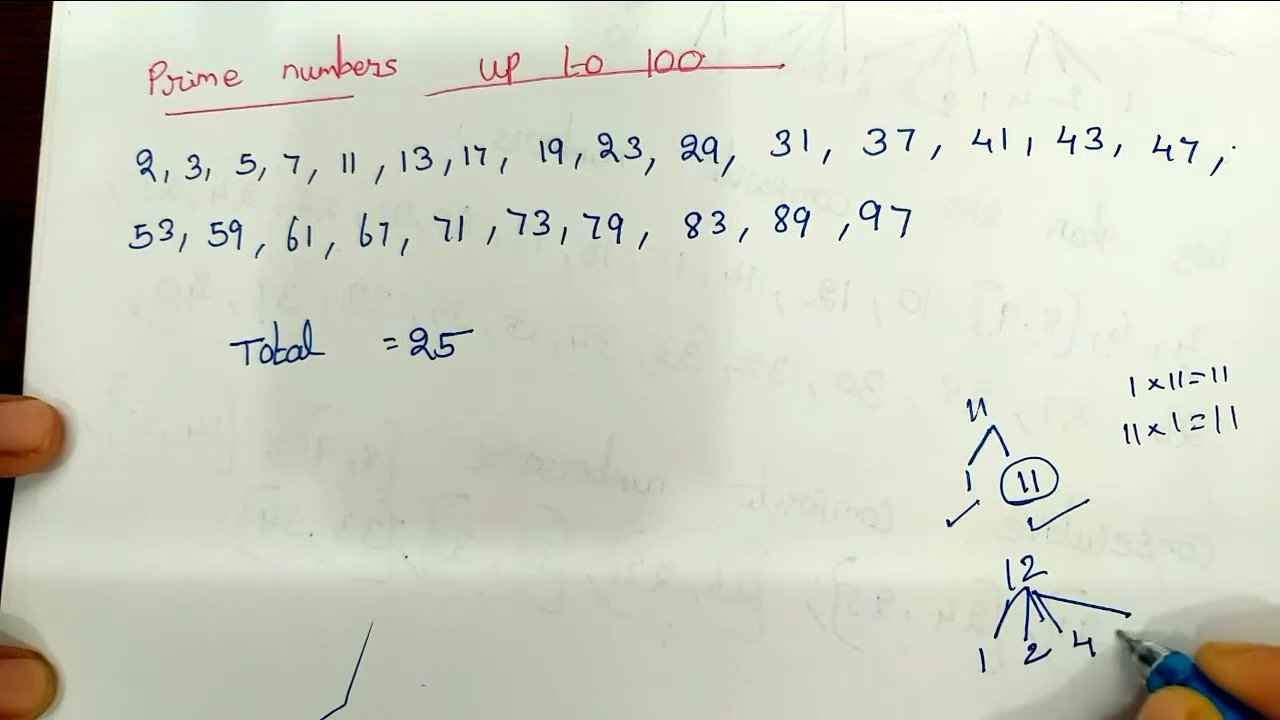 Prime numbers up to 100
2, 3, 5, 7, 11, 13, 17, 19, 23, 29, 31, 37, 41, 43, 47,
53, 59, 61, 67, 71, 73, 79, 83, 89, 97
Total = 25
1 x 11 = 11
11 x 1 = 11
11
1 11
12
1 2 4